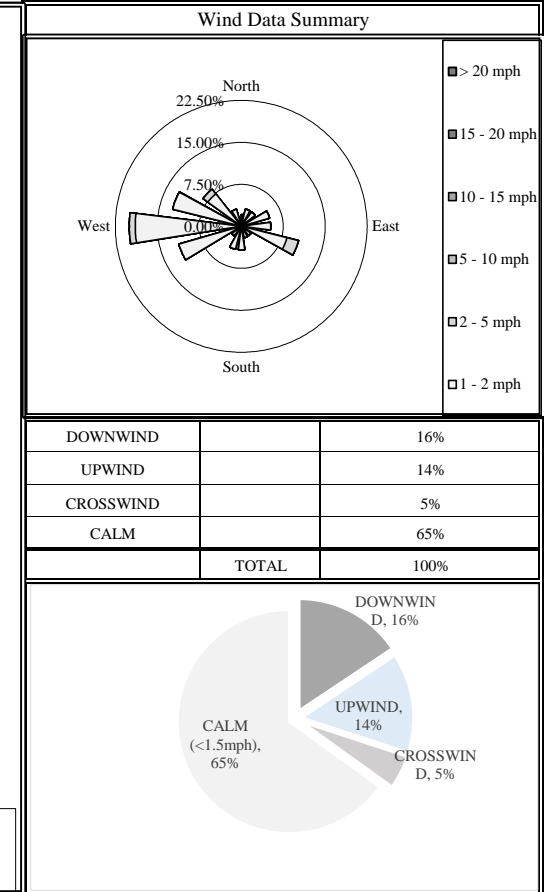 Wind Data Summary
North
22.50%
15.00%
7.50%
0.00%
West
East
South
> 20 mph
15 - 20 mph
10 - 15 mph
5 - 10 mph
2 - 5 mph
1 - 2 mph
DOWNWIND 16%
UPWIND 14%
CROSSWIND 5%
CALM 65%
TOTAL 100%
DOWNWIN
D, 16%
UPWIND,
14%
CROSSWIN
D, 5%
CALM
(<1.5mph),
65%